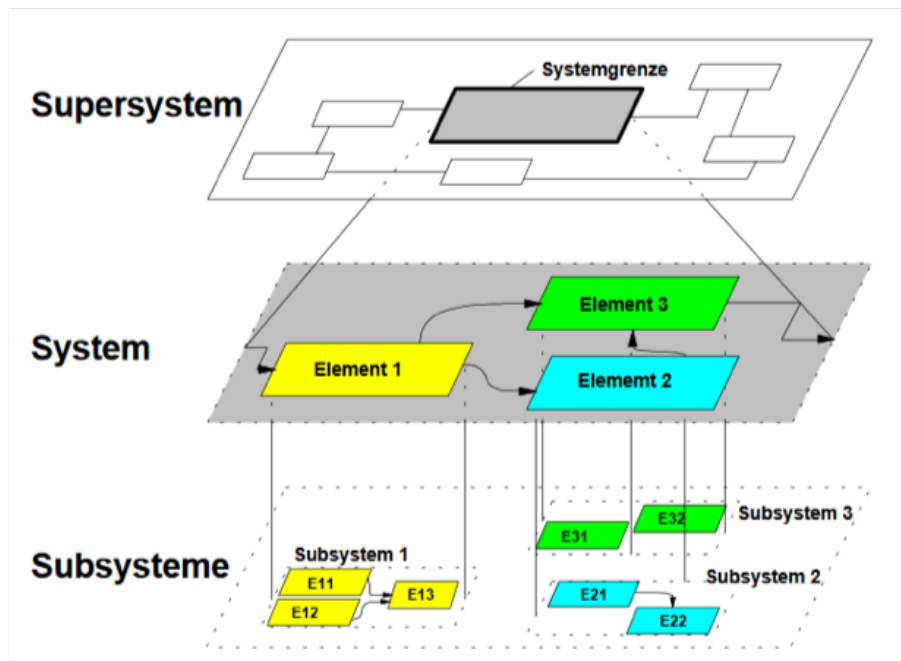 Systemgrenze
Supersystem
Element 3
System
Element 1
Elememt 2
Subsystem 3
E32
E31
Subsysteme
Subsystem 1
Subsystem 2
E11
E13
E21
E12
E22